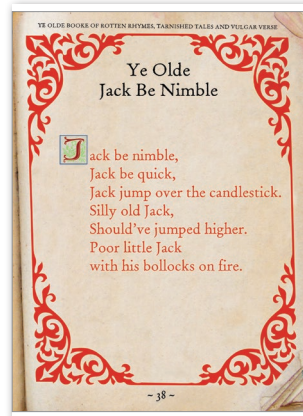 YE OLDE BOOKE OF ROTTEN RHYMES, TARNISHED TALES AND VULGAR VERSE
Ye Olde
Jack Be Nimble
Jack be nimble,
Jack be quick,
Jack jump over the candlestick.
Silly old Jack,
Should've jumped higher.
Poor little Jack
with his bollocks on fire.
~ 38 ~